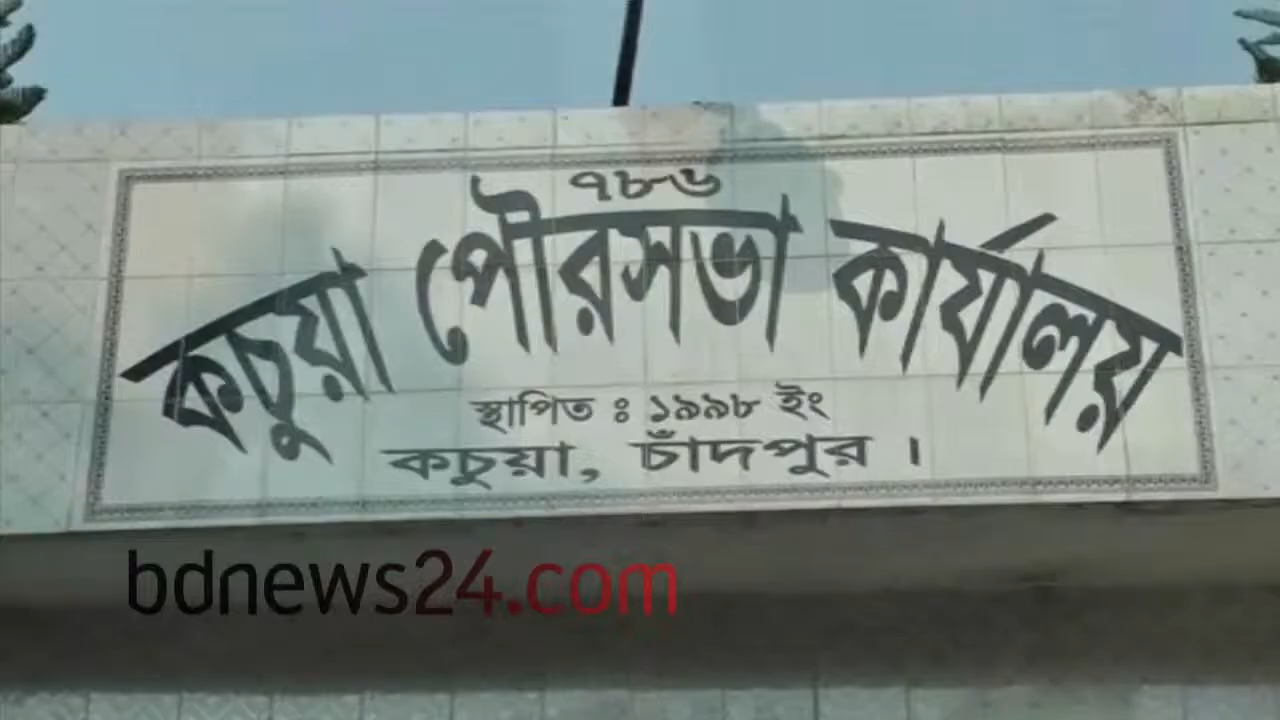 ৭৮৬
কচুয়া পৌরসভা কার্যালয়
স্থাপিত ঃ ১৯৯৮ ইং
কচুয়া, চাঁদপুর ।
bdnews24.com